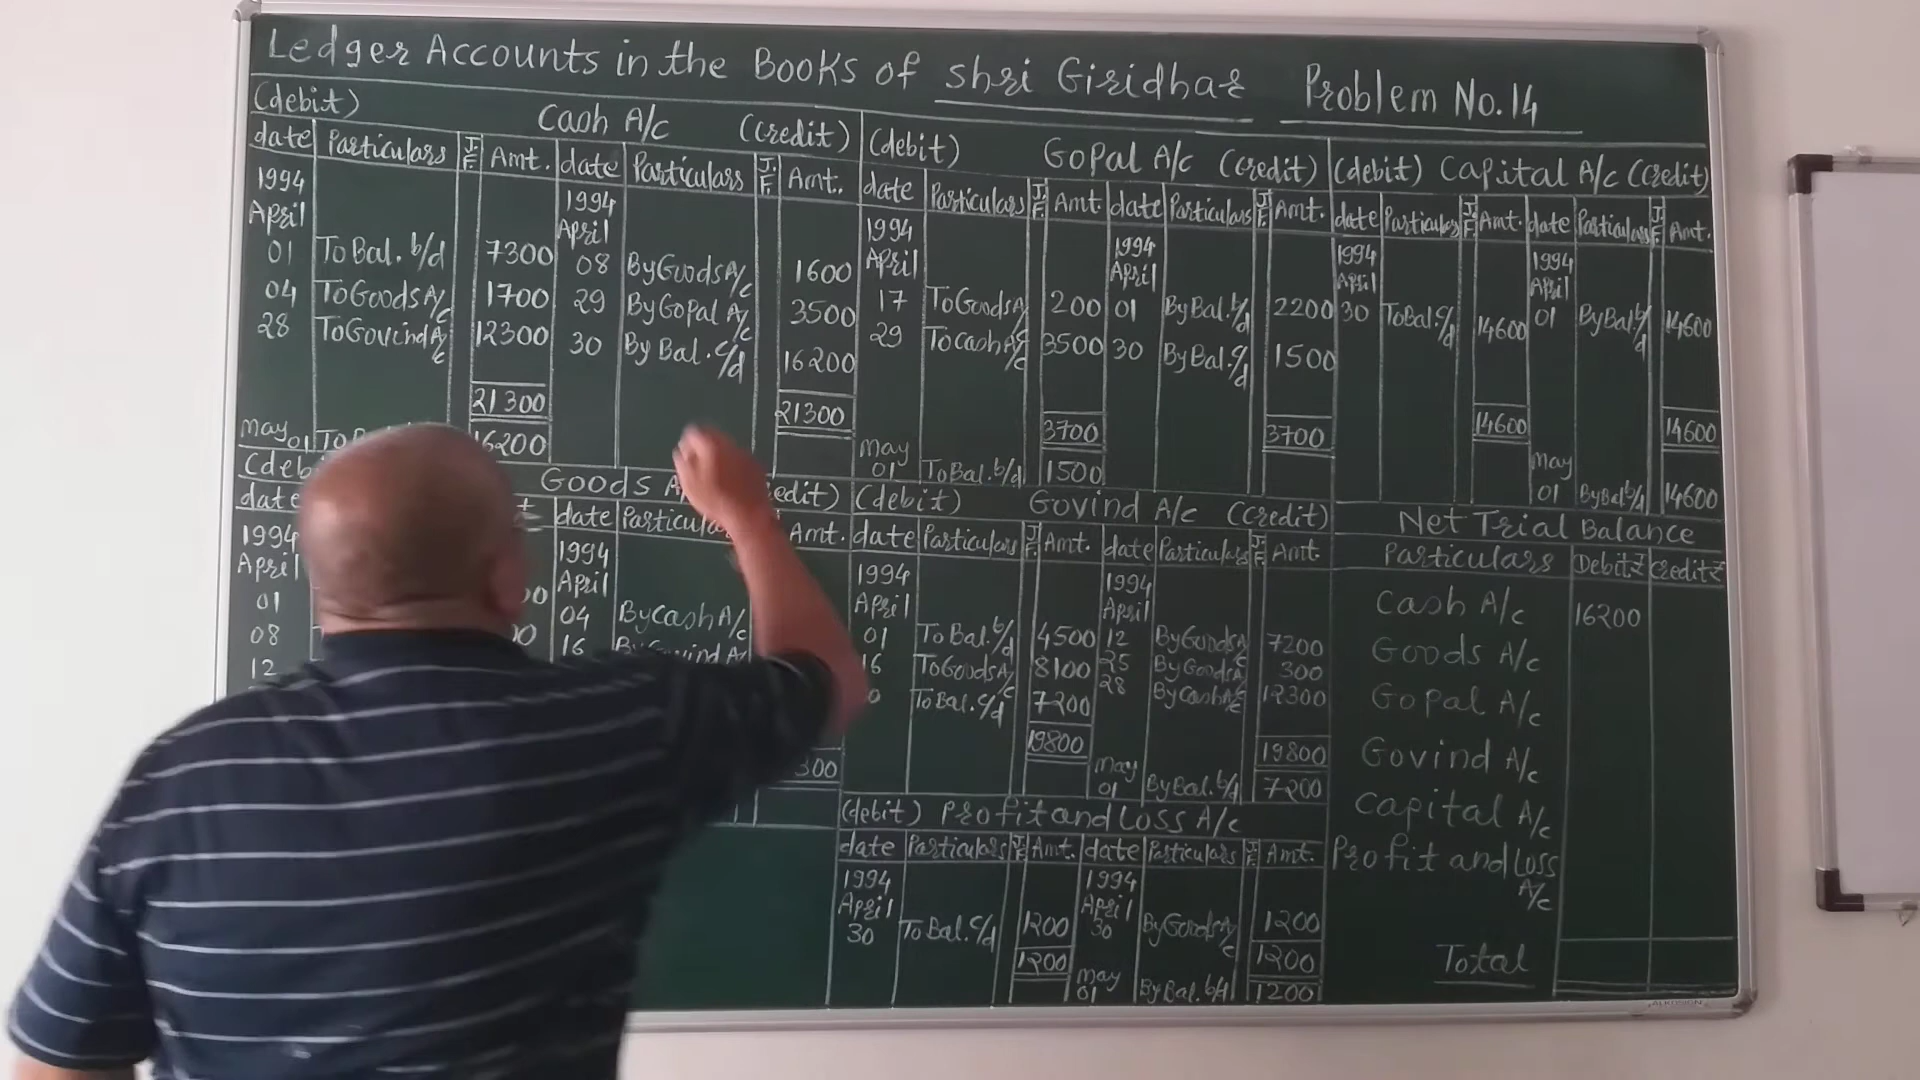 Ledger Accounts in the Books of Shri Giridhar Problem No.14
(debit) Cash A/c (credit)
date Particulars J.F. Amt. date Particulars J.F. Amt.
1994 April 1994 April
01 To Bal. b/d 7300 08 By Goods A/c 1600
04 To Goods A/c 1700 29 By Gopal A/c 3500
28 To Govind A/c 12300 30 By Bal. c/d 16200
21300 21300
May 01 16200
(debit) Gopal A/c (credit)
date Particulars J.F. Amt date Particulars J.F. Amt.
1994 April 1994 April
17 To Goods A/c 200 01 By Bal. b/d 2200
29 To Cash A/c 3500 30 By Bal. c/d 1500
3700 3700
May 01 To Bal. b/d 1500
(debit) Capital A/c (credit)
date Particulars J.F. Amt. date Particulars J.F. Amt.
1994 April 1994 April
30 To Bal. c/d 14600 01 By Bal. b/d 14600
14600 14600
May 01 By Bal b/d 14600
Goods
date date Particulars Amt.
1994 April 1994 April
01 04 By Cash A/c
08 16
12
(debit) Govind A/c (credit)
date Particulars J.F. Amt. date Particulars J.F. Amt.
1994 April 1994 April
01 To Bal. b/d 4500 12 By Goods A/c 7200
16 To Goods A/c 8100 25 By Goods A/c 300
To Bal. c/d 7200 28 By Cash A/c 12300
19800 19800
May 01 By Bal. b/d 7200
(debit) Profit and Loss A/c
date Particulars J.F. Amt. date Particulars J.F. Amt.
1994 April 30 To Bal. c/d 1200 1994 April 30 By Goods A/c 1200
1200 1200
May 01 By Bal. b/d 1200
Net Trial Balance
Particulars Debit ₹ Credit ₹
Cash A/c 16200
Goods A/c
Gopal A/c
Govind A/c
Capital A/c
Profit and Loss A/c
Total